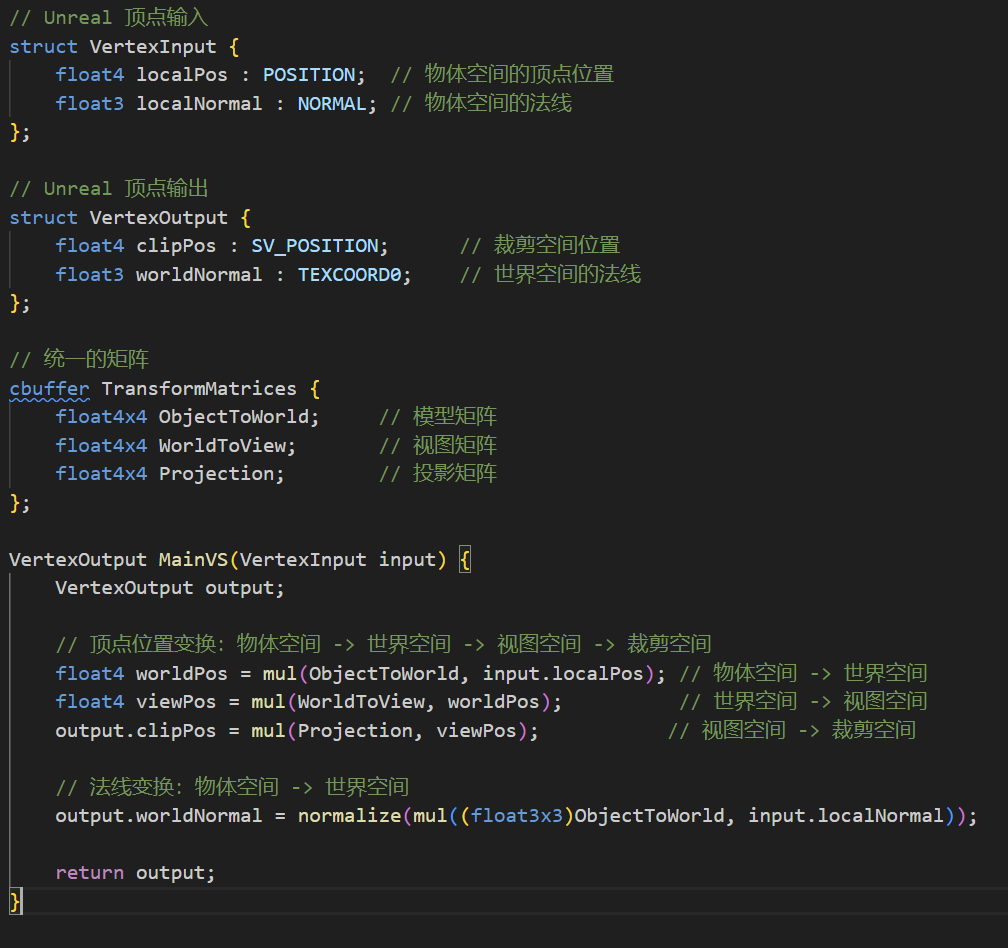 // Unreal 顶点输入
struct VertexInput {
    float4 localPos : POSITION;  // 物体空间的顶点位置
    float3 localNormal : NORMAL; // 物体空间的法线
};

// Unreal 顶点输出
struct VertexOutput {
    float4 clipPos : SV_POSITION;      // 裁剪空间位置
    float3 worldNormal : TEXCOORD0;    // 世界空间的法线
};

// 统一的矩阵
cbuffer TransformMatrices {
    float4x4 ObjectToWorld;     // 模型矩阵
    float4x4 WorldToView;       // 视图矩阵
    float4x4 Projection;        // 投影矩阵
};

VertexOutput MainVS(VertexInput input) {
    VertexOutput output;

    // 顶点位置变换: 物体空间 -> 世界空间 -> 视图空间 -> 裁剪空间
    float4 worldPos = mul(ObjectToWorld, input.localPos); // 物体空间 -> 世界空间
    float4 viewPos = mul(WorldToView, worldPos);          // 世界空间 -> 视图空间
    output.clipPos = mul(Projection, viewPos);           // 视图空间 -> 裁剪空间

    // 法线变换: 物体空间 -> 世界空间
    output.worldNormal = normalize(mul((float3x3)ObjectToWorld, input.localNormal));

    return output;
}